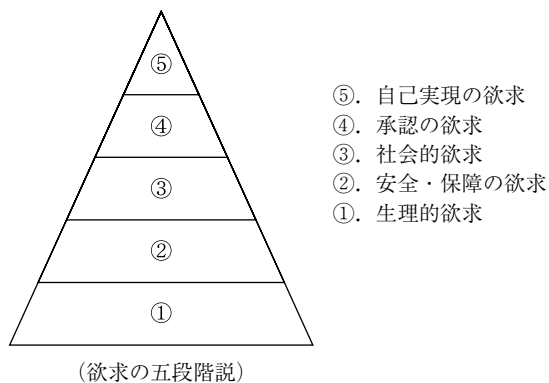 ⑤
④
③
②
①
⑤．自己実現の欲求
④．承認の欲求
③．社会的欲求
②．安全・保障の欲求
①．生理的欲求
（欲求の五段階説）